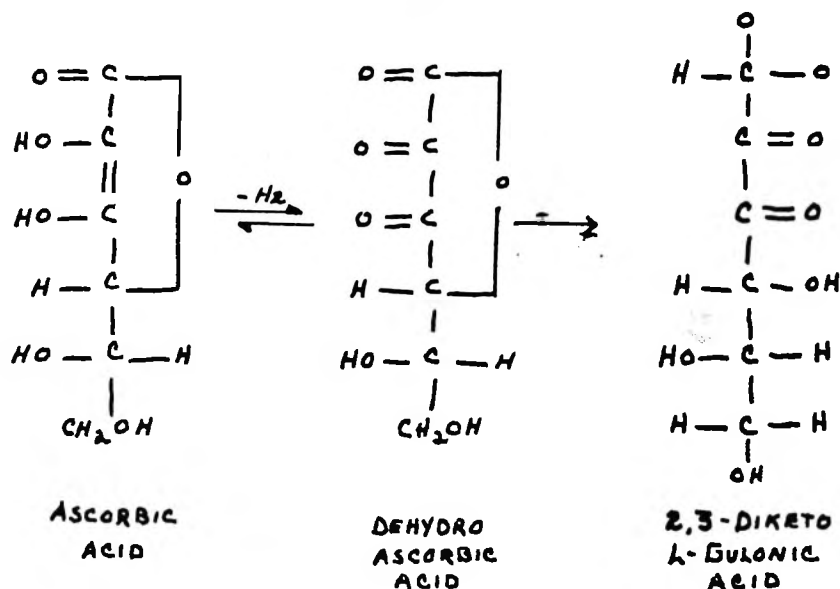 O = C
HO — C
O
HO — C
H — C
HO — C — H
CH₂OH
ASCORBIC
ACID
- H₂
O = C
O = C
O
O = C
H — C
HO — C — H
CH₂OH
DEHYDRO
ASCORBIC
ACID
O
H — C — O
C = O
C = O
H — C — OH
HO — C — H
H — C — H
OH
2,3-DIKETO
L-GULONIC
ACID